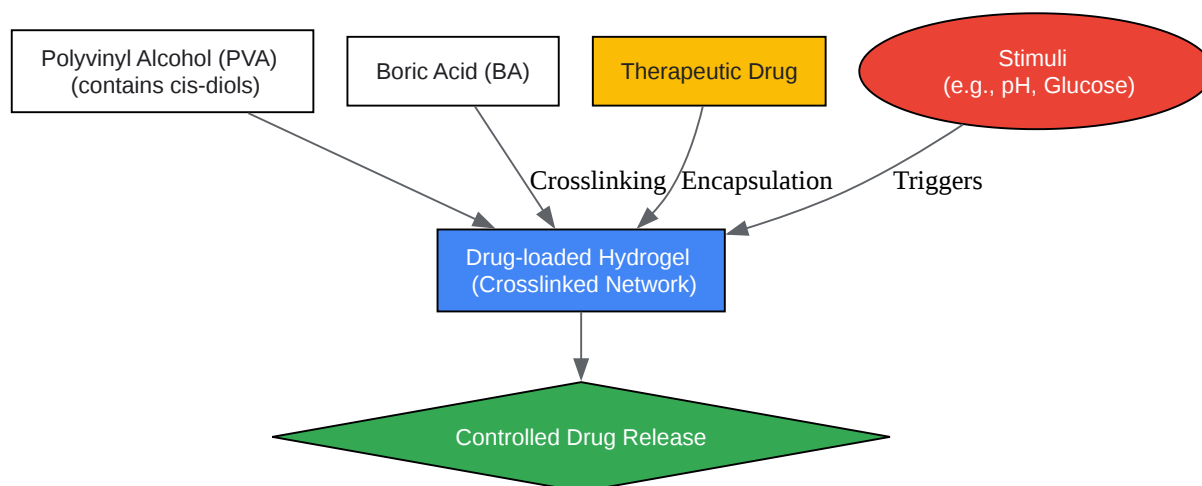 Polyvinyl Alcohol (PVA)
(contains cis-diols)
Boric Acid (BA)
Therapeutic Drug
Stimuli
(e.g., pH, Glucose)
Crosslinking
Encapsulation
Triggers
Drug-loaded Hydrogel
(Crosslinked Network)
Controlled Drug Release